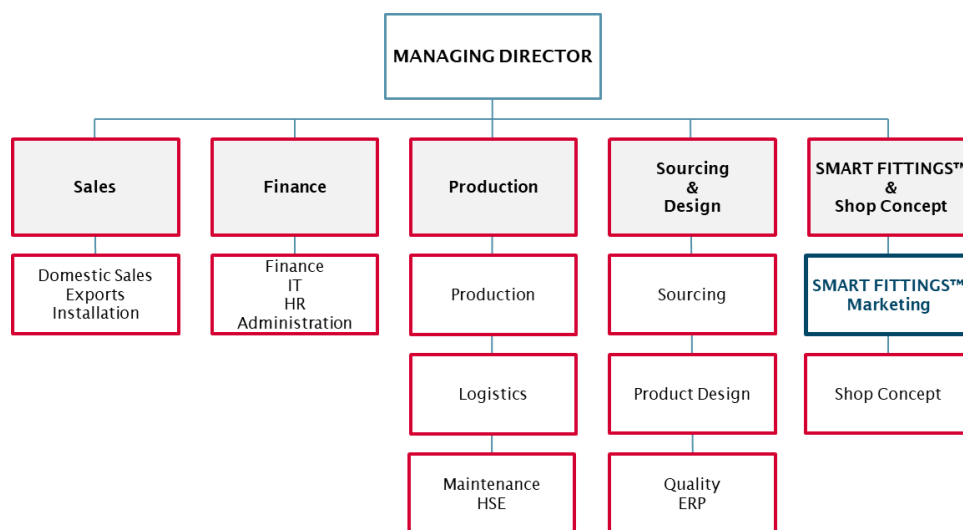 MANAGING DIRECTOR
Sales
Finance
Production
Sourcing
&
Design
SMART FITTINGS™
&
Shop Concept
Domestic Sales
Exports
Installation
Finance
IT
HR
Administration
Production
Sourcing
SMART FITTINGS™
Marketing
Logistics
Product Design
Shop Concept
Maintenance
HSE
Quality
ERP